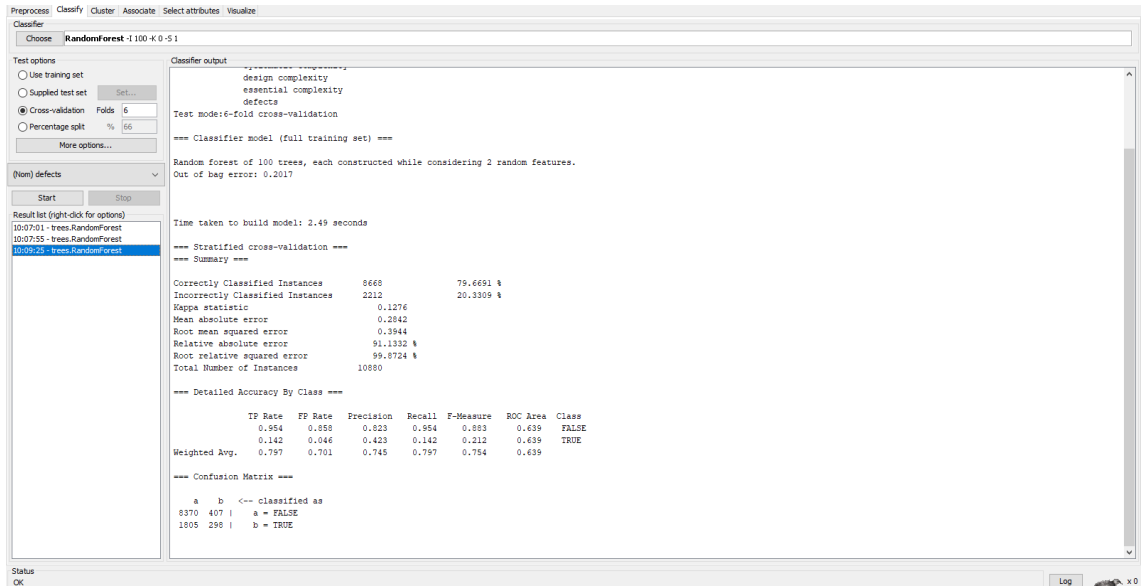 Preprocess Classify Cluster Associate Select attributes Visualize
Classifier
Choose RandomForest -I 100 -K 0 -S 1
Test options
Use training set
Supplied test set Set...
Cross-validation Folds 6
Percentage split % 66
More options...
(Nom) defects
Start Stop
Result list (right-click for options)
10:07:01 - trees.RandomForest
10:07:55 - trees.RandomForest
10:09:25 - trees.RandomForest
Classifier output
design complexity
essential complexity
defects
Test mode:6-fold cross-validation
=== Classifier model (full training set) ===
Random forest of 100 trees, each constructed while considering 2 random features.
Out of bag error: 0.2017
Time taken to build model: 2.49 seconds
=== Stratified cross-validation ===
=== Summary ===
Correctly Classified Instances 8668 79.6691 %
Incorrectly Classified Instances 2212 20.3309 %
Kappa statistic 0.1276
Mean absolute error 0.2842
Root mean squared error 0.3944
Relative absolute error 91.1332 %
Root relative squared error 99.8724 %
Total Number of Instances 10880
=== Detailed Accuracy By Class ===
TP Rate FP Rate Precision Recall F-Measure ROC Area Class
0.954 0.858 0.823 0.954 0.883 0.639 FALSE
0.142 0.046 0.423 0.142 0.212 0.639 TRUE
Weighted Avg. 0.797 0.701 0.745 0.797 0.754 0.639
=== Confusion Matrix ===
a b <-- classified as
8370 407 | a = FALSE
1805 298 | b = TRUE
Status
OK
Log
x 0